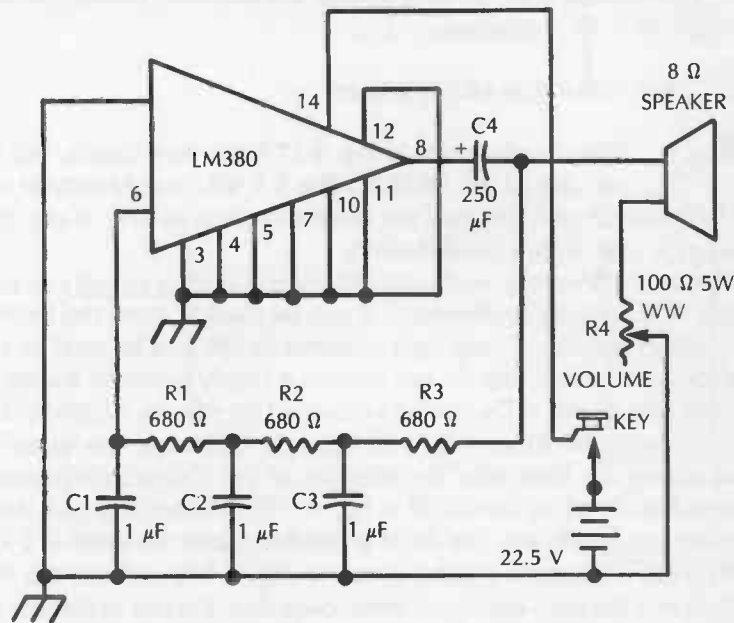 8 Ω
SPEAKER
14
12
C4
LM380
8
+
6
250
μF
10
11
7
5
4
3
100 Ω 5W
WW
R4
VOLUME
R1
680 Ω
R2
680 Ω
R3
680 Ω
KEY
C1
1 μF
C2
1 μF
C3
1 μF
22.5 V